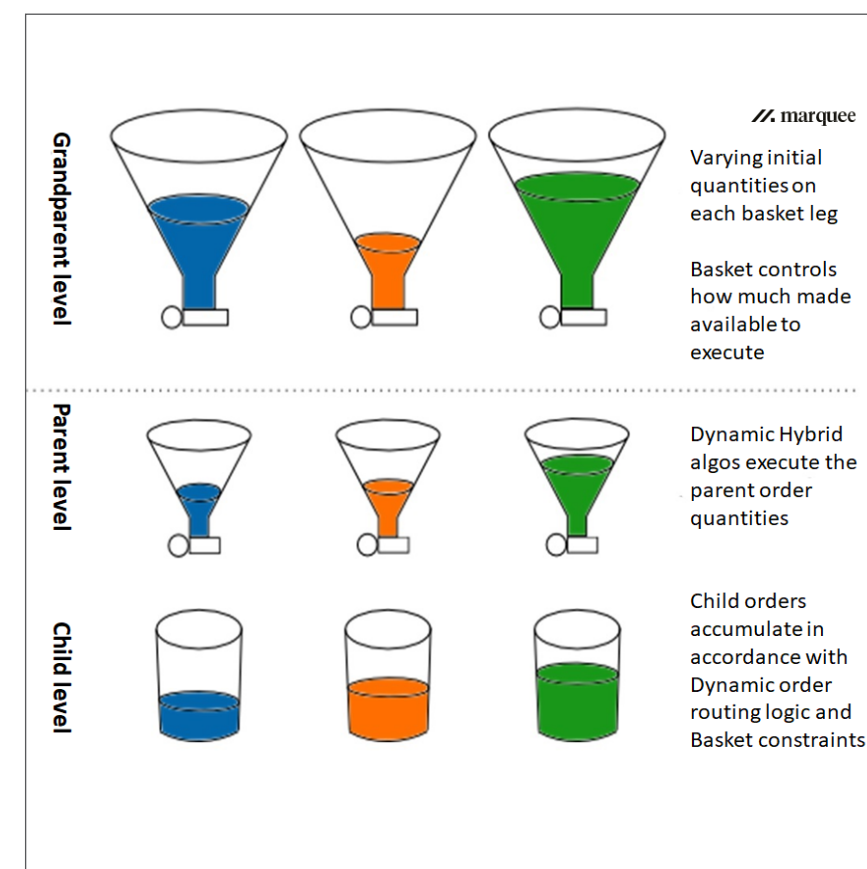 marquee
Grandparent level
Varying initial
quantities on
each basket leg
Basket controls
how much made
available to
execute
Parent level
Dynamic Hybrid
algos execute the
parent order
quantities
Child level
Child orders
accumulate in
accordance with
Dynamic order
routing logic and
Basket constraints